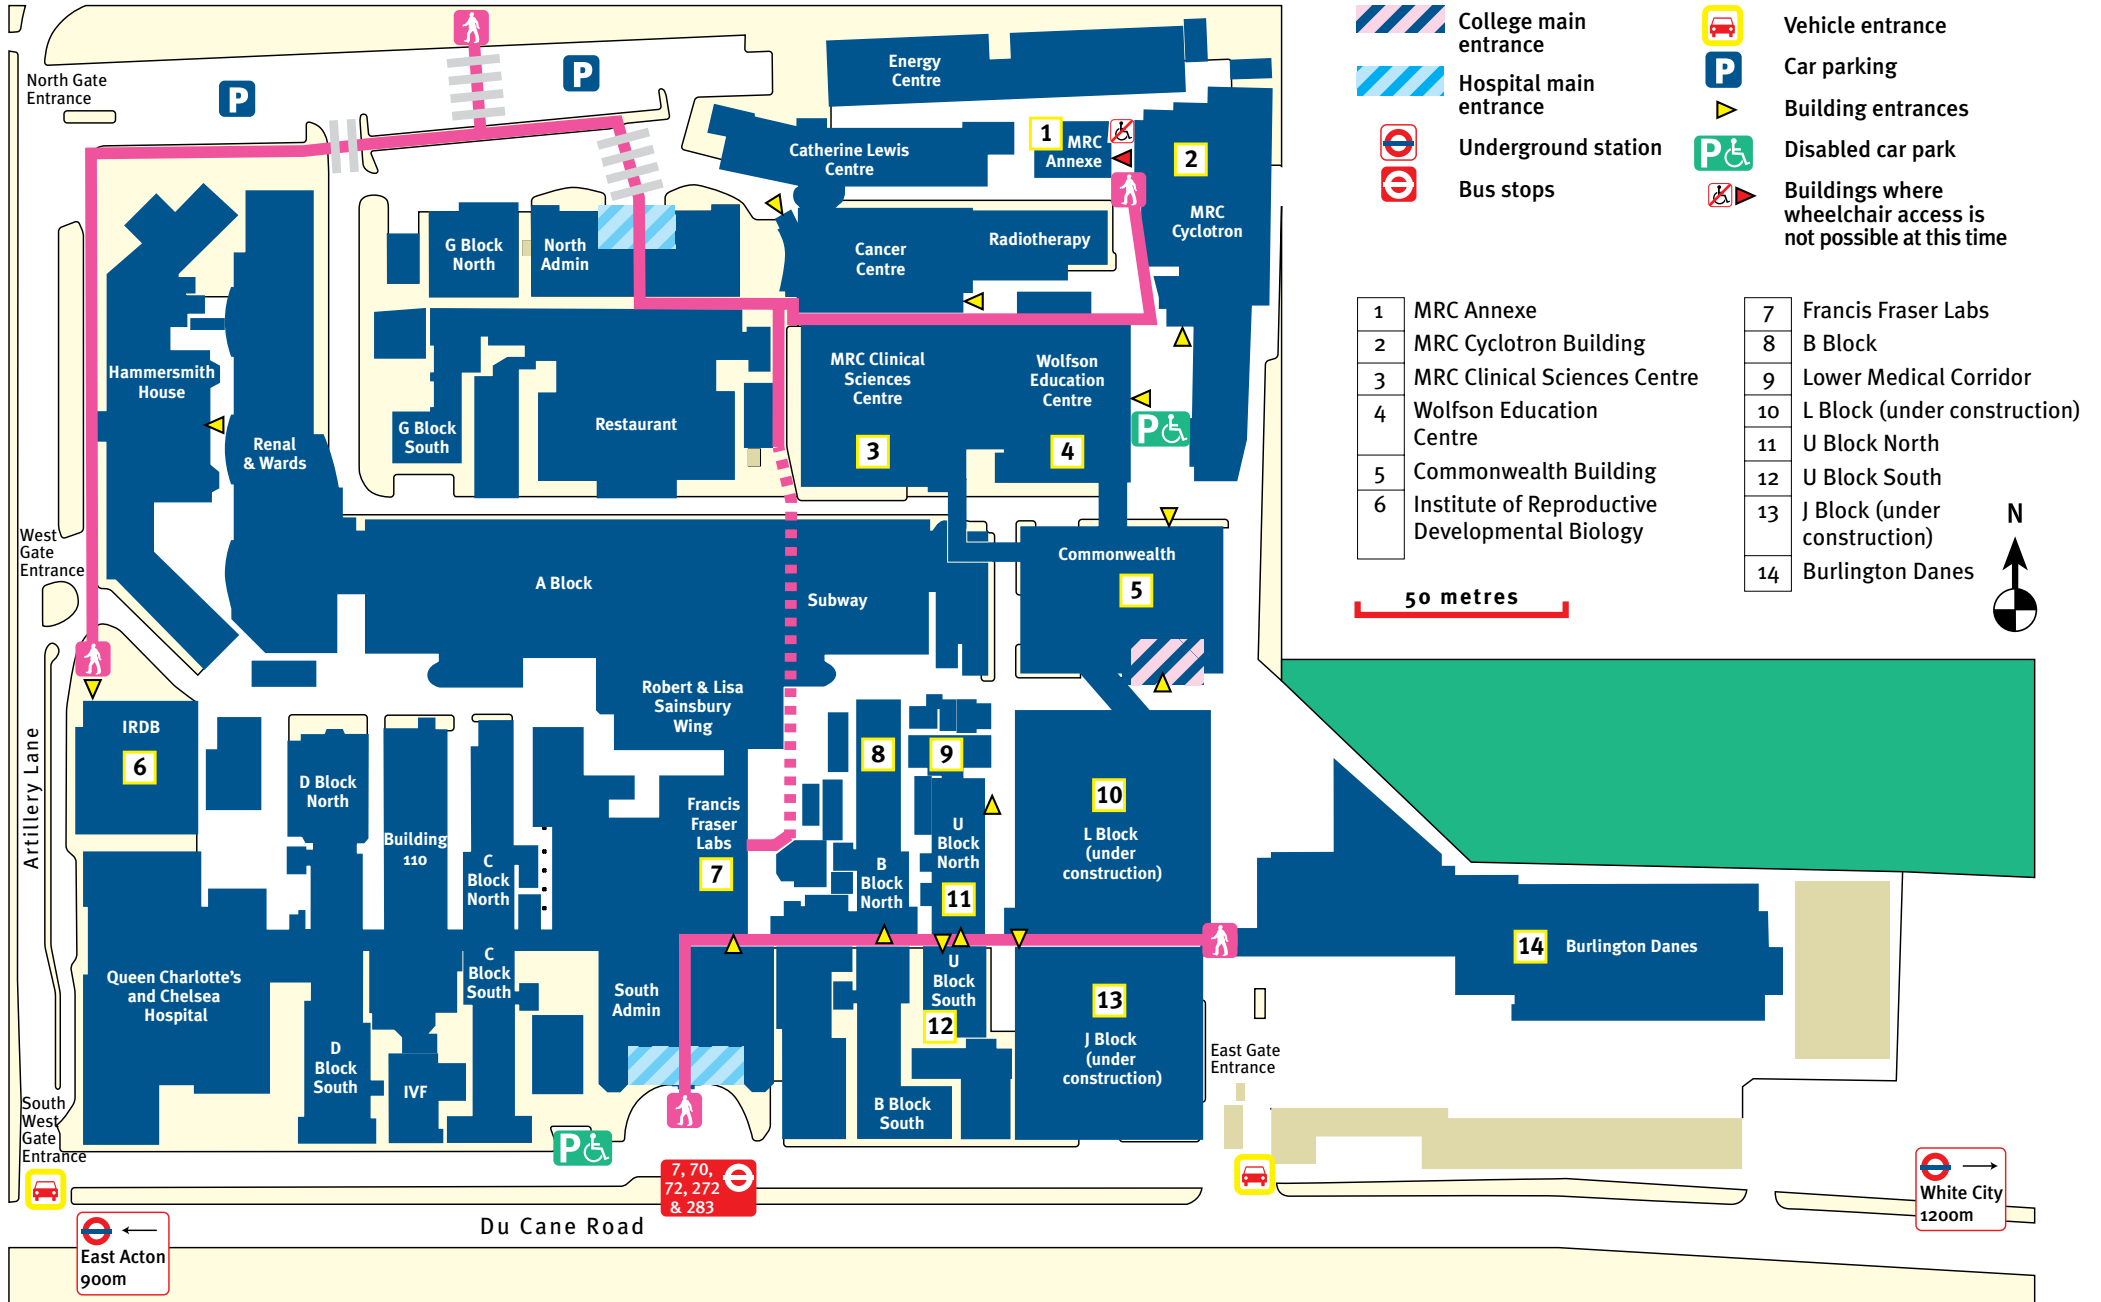 College main
entrance
Hospital main
entrance
Underground station
Bus stops
Vehicle entrance
P
Car parking
Building entrances
P
Disabled car park
Buildings where
wheelchair access is
not possible at this time
1 MRC Annexe
2 MRC Cyclotron Building
3 MRC Clinical Sciences Centre
4 Wolfson Education
Centre
5 Commonwealth Building
6 Institute of Reproductive
Developmental Biology
7 Francis Fraser Labs
8 B Block
9 Lower Medical Corridor
10 L Block (under construction)
11 U Block North
12 U Block South
13 J Block (under
construction)
14 Burlington Danes
50 metres
N
North Gate
Entrance
P
P
Energy
Centre
Catherine Lewis
Centre
1
MRC
Annexe
2
MRC
Cyclotron
G Block
North
North
Admin
Cancer
Centre
Radiotherapy
Hammersmith
House
Renal
& Wards
G Block
South
Restaurant
MRC Clinical
Sciences
Centre
3
Wolfson
Education
Centre
4
P
West
Gate
Entrance
A Block
Subway
Commonwealth
5
Robert & Lisa
Sainsbury
Wing
IRDB
6
Artillery Lane
D Block
North
Building
110
C
Block
North
Francis
Fraser
Labs
7
8
B
Block
North
9
U
Block
North
11
10
L Block
(under
construction)
14
Burlington Danes
Queen Charlotte's
and Chelsea
Hospital
C
Block
South
D
Block
South
IVF
South
Admin
U
Block
South
12
B Block
South
13
J Block
(under
construction)
East Gate
Entrance
South
West
Gate
Entrance
P
7, 70,
72, 272
& 283
Du Cane Road
East Acton
900m
White City
1200m